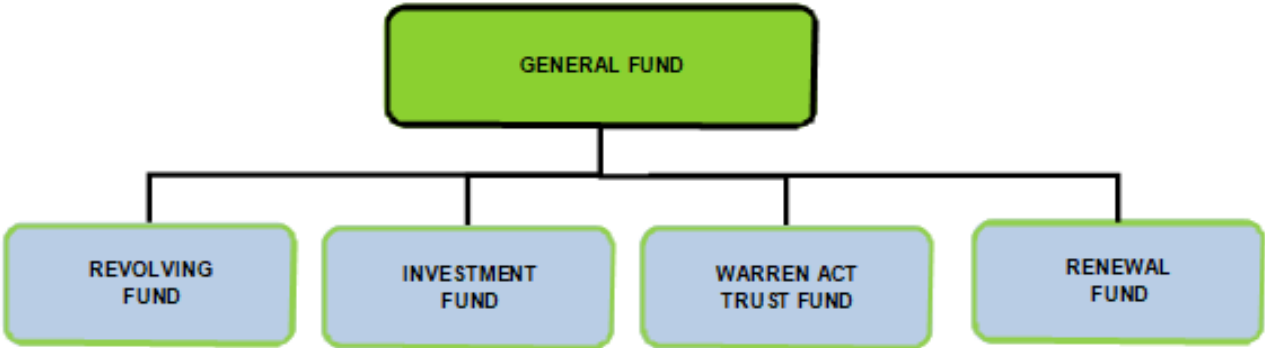 GENERAL FUND
REVOLVING
FUND
INVESTMENT
FUND
WARREN ACT
TRUST FUND
RENEWAL
FUND